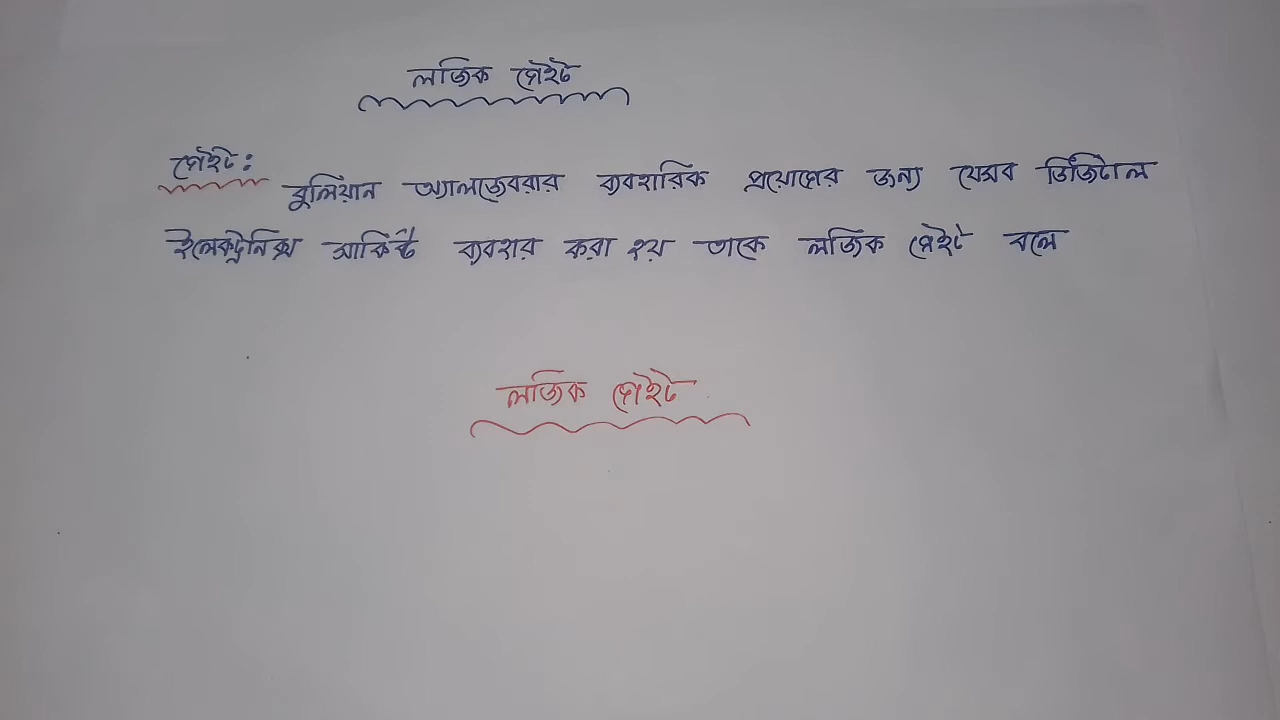 লজিক গেইট
গেইট:
বুলিয়ান অ্যালজেবরার ব্যবহারিক প্রয়োগের জন্য যেসব ডিজিটাল
ইলেকট্রনিক্স সার্কিট ব্যবহার করা হয় তাকে লজিক গেইট বলে
লজিক গেইট